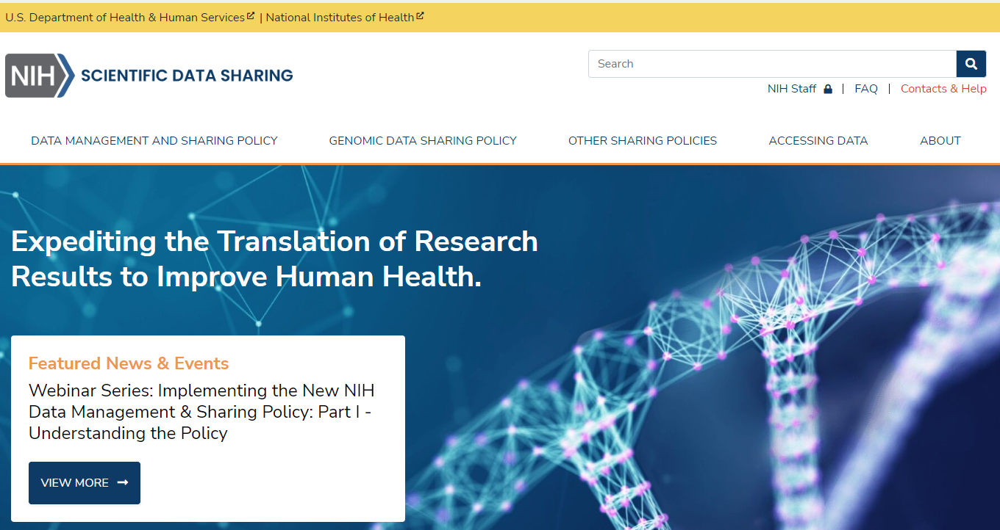 U.S. Department of Health & Human Services | National Institutes of Health
NIH SCIENTIFIC DATA SHARING
Search
NIH Staff | FAQ | Contacts & Help
DATA MANAGEMENT AND SHARING POLICY GENOMIC DATA SHARING POLICY OTHER SHARING POLICIES ACCESSING DATA ABOUT
Expediting the Translation of Research
Results to Improve Human Health.
Featured News & Events
Webinar Series: Implementing the New NIH
Data Management & Sharing Policy: Part I -
Understanding the Policy
VIEW MORE